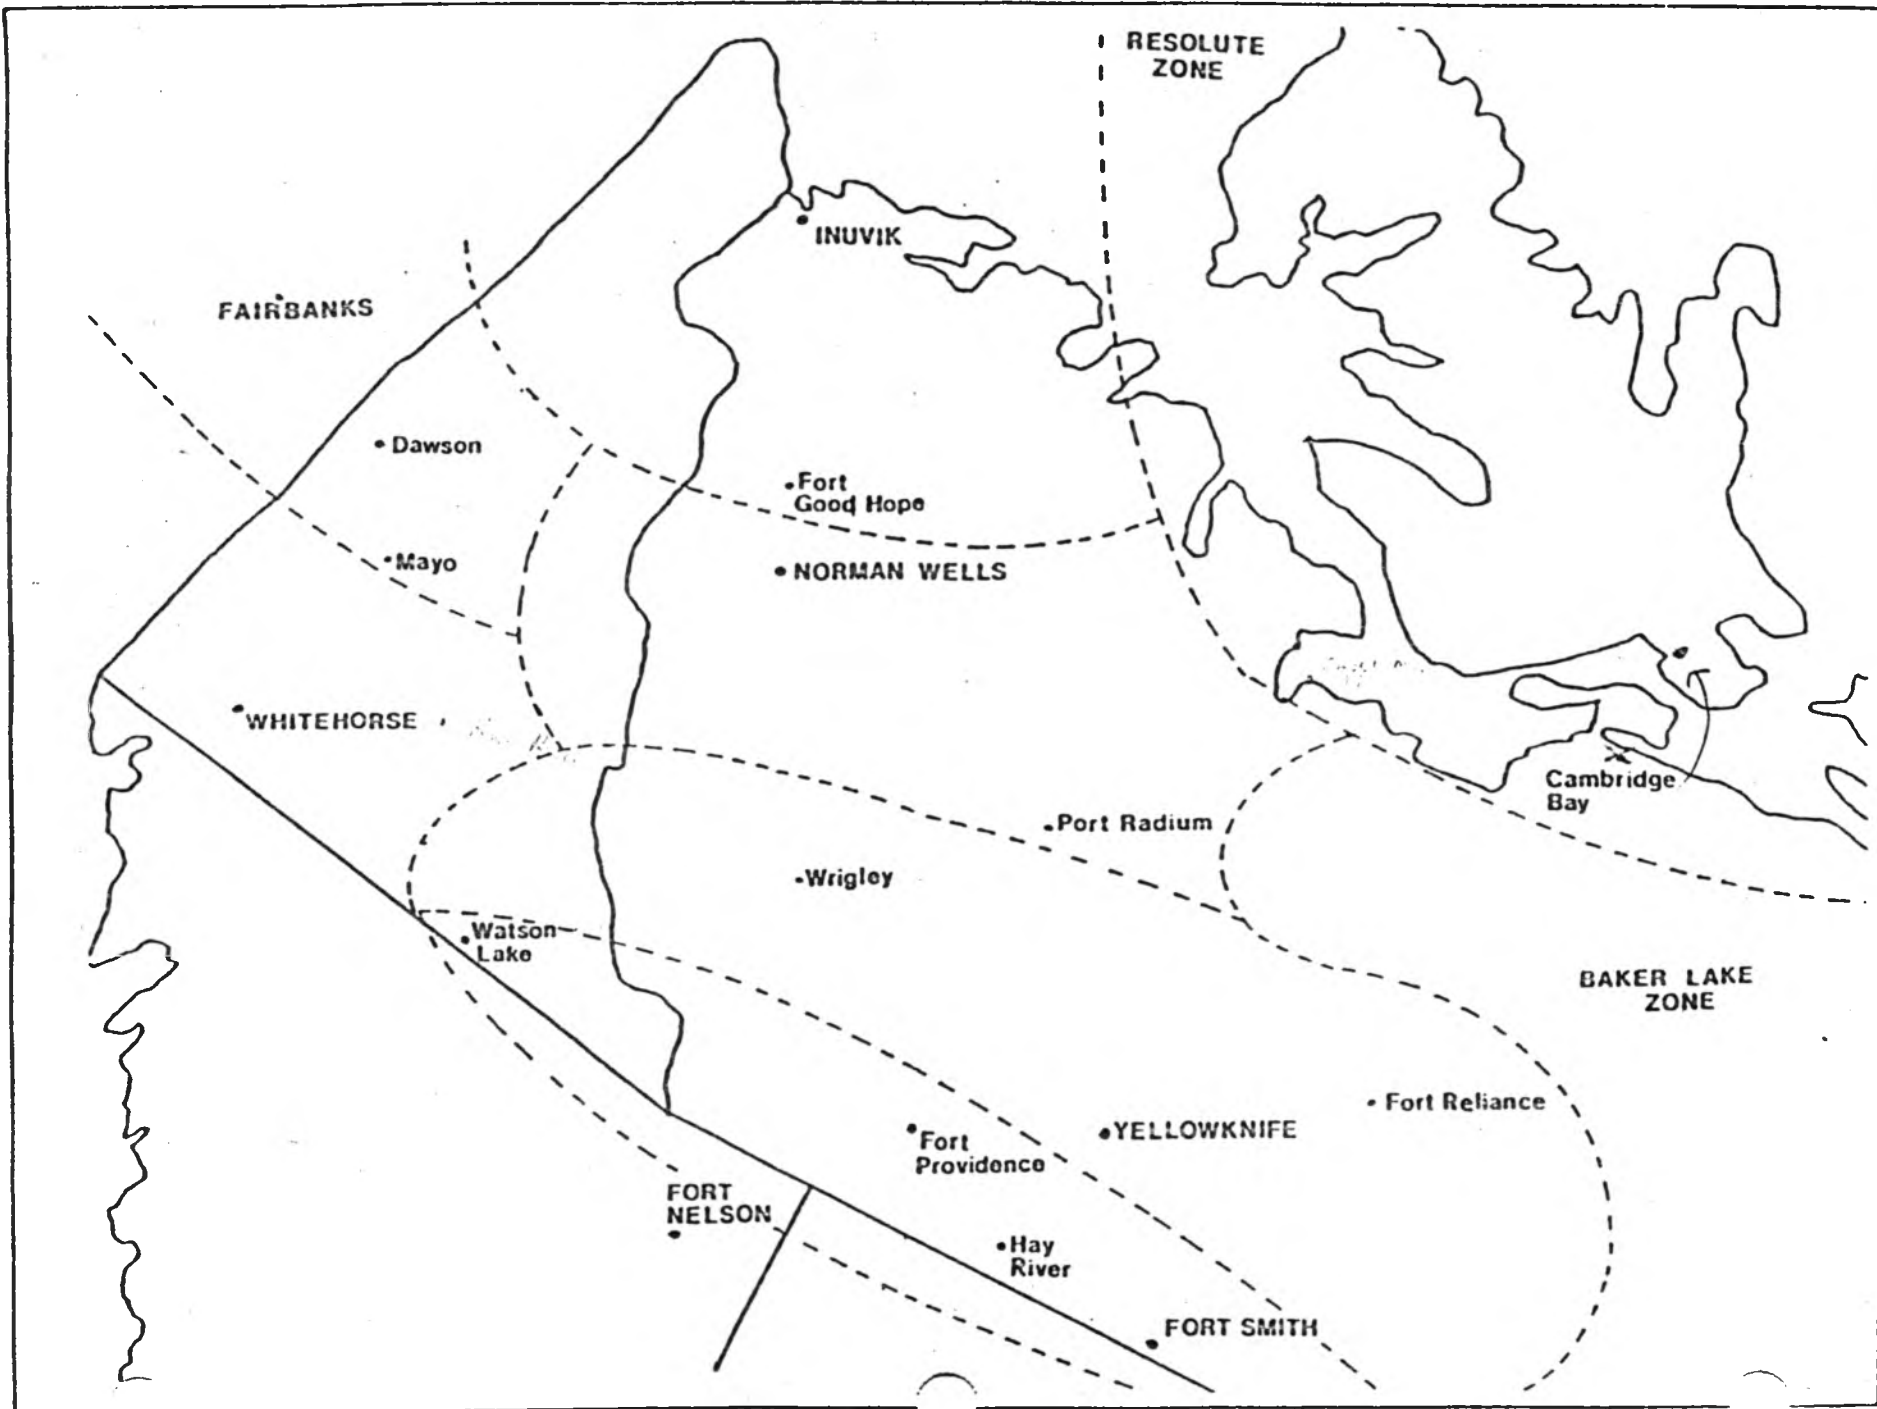 RESOLUTE
ZONE
INUVIK
FAIRBANKS
Dawson
Fort
Good Hope
Mayo
NORMAN WELLS
WHITEHORSE
Cambridge
Bay
Port Radium
Wrigley
Watson
Lake
BAKER LAKE
ZONE
Fort Reliance
YELLOWKNIFE
Fort
Providence
FORT
NELSON
Hay
River
FORT SMITH